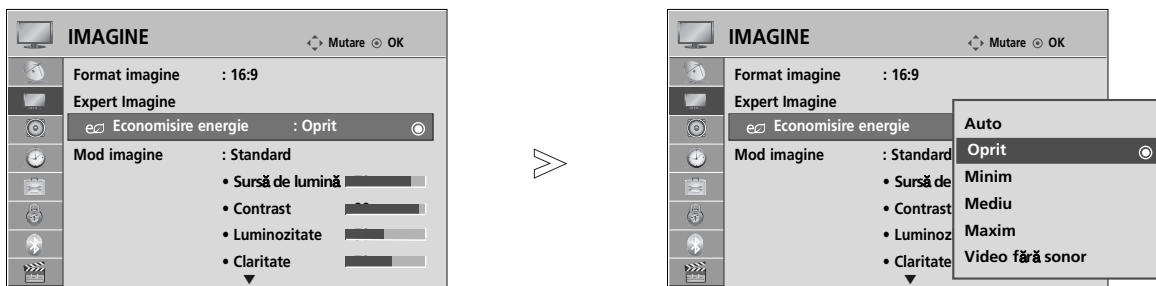 IMAGINE
Mutare OK
Format imagine : 16:9
Expert Imagine
e Economisire energie : Oprit
Mod imagine : Standard
• Sursă de lumină
• Contrast
• Luminozitate
• Claritate
IMAGINE
Mutare OK
Format imagine : 16:9
Expert Imagine
e Economisire energie
Mod imagine : Standard
• Sursă de
• Contrast
• Luminoz
• Claritate
Auto
Oprit
Minim
Mediu
Maxim
Video fără sonor